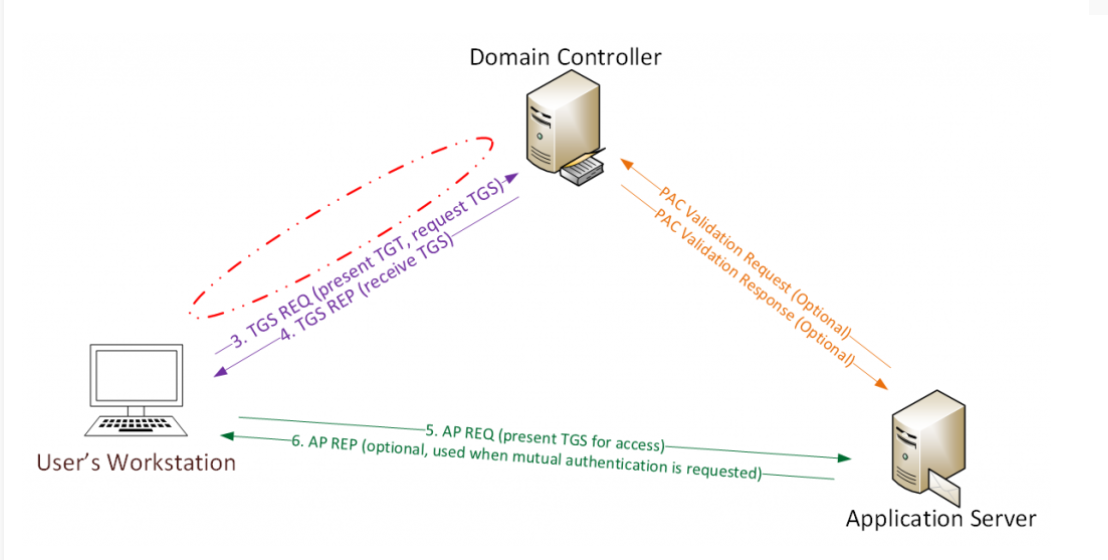 Domain Controller
3. TGS REQ (present TGT, request TGS)
4. TGS REP (receive TGS)
PAC Validation Request (Optional)
PAC Validation Response (Optional)
5. AP REQ (present TGS for access)
6. AP REP (optional, used when mutual authentication is requested)
User's Workstation
Application Server